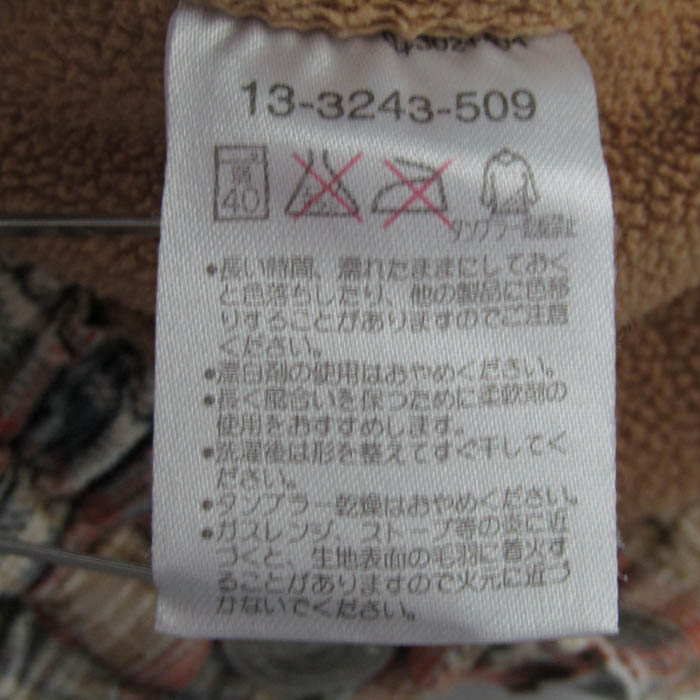 13-3243-509
弱
40
タンブラー乾燥禁止
•長い時間、濡れたままにしておく
と色落ちしたり、他の製品に色移
りすることがありますのでご注意
ください。
•漂白剤の使用はおやめください。
•長く風合いを保つために柔軟剤の
使用をおすすめします。
•洗濯後は形を整えてすぐ干してく
ださい。
•タンブラー乾燥はおやめください。
•ガスレンジ、ストーブ等の炎に近
づくと、生地表面の毛羽に着火す
ることがありますので火元に近づ
かないでください。